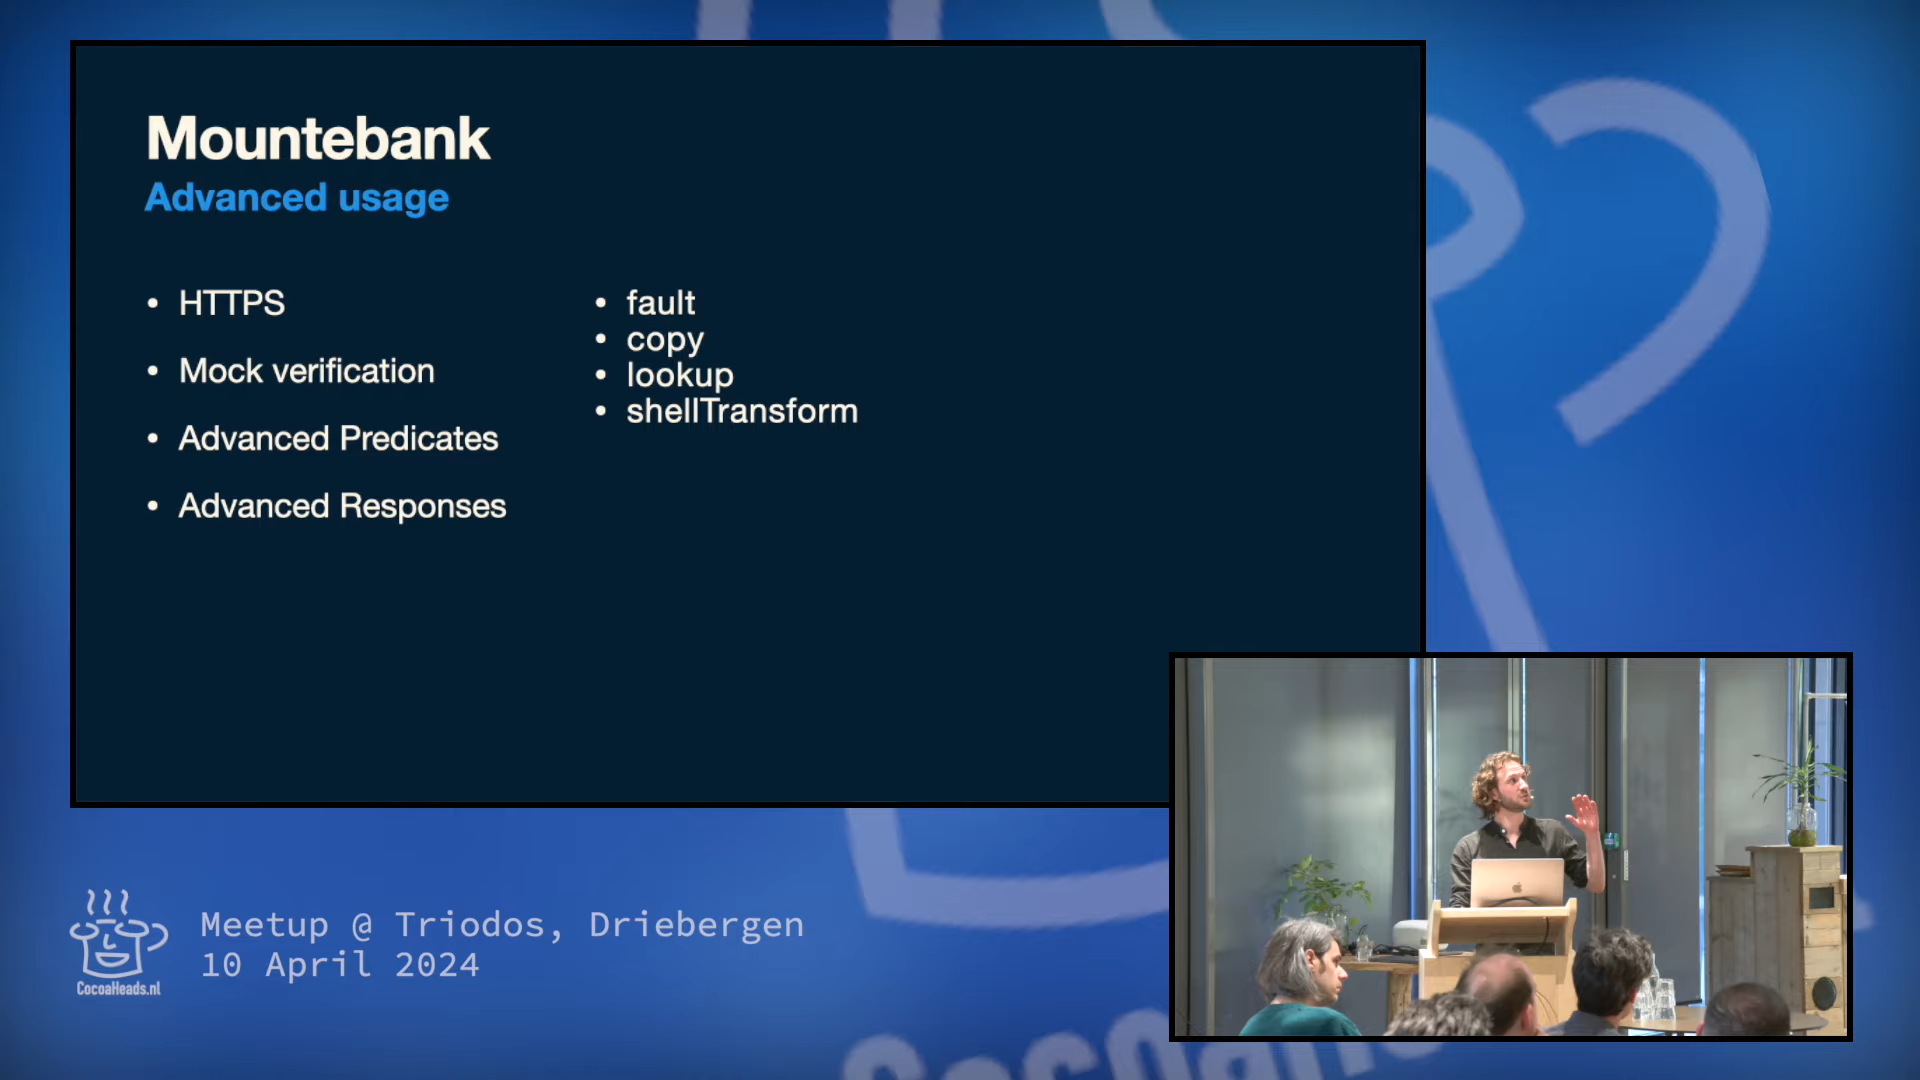 Mountebank
Advanced usage
• HTTPS
• Mock verification
• Advanced Predicates
• Advanced Responses
• fault
• copy
• lookup
• shellTransform
Meetup @ Triodos, Driebergen
10 April 2024
CocoaHeads.nl